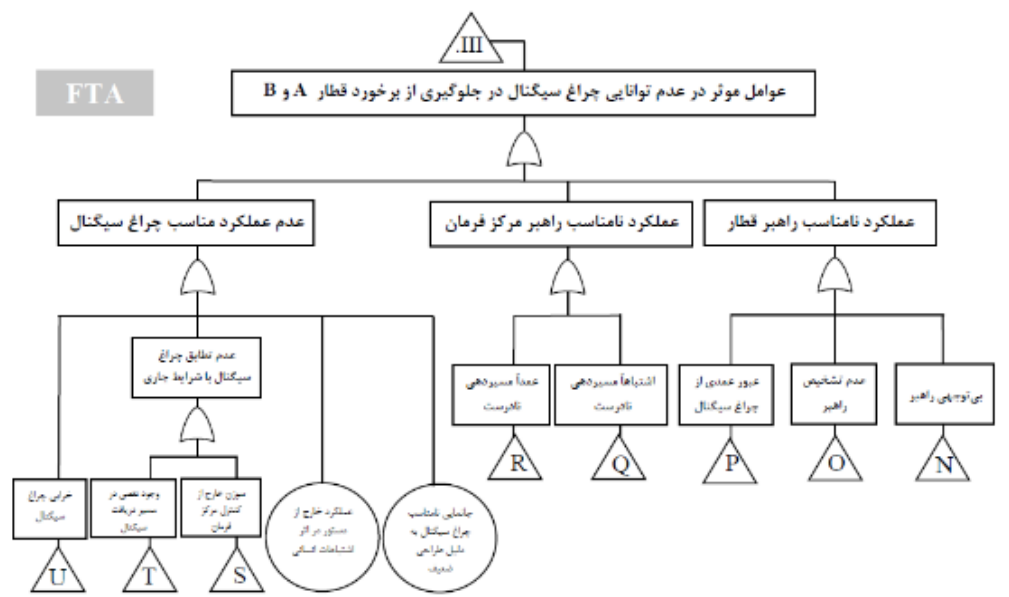 .III
FTA
عوامل موثر در عدم توانایی چراغ سیگنال در جلوگیری از برخورد قطار A و B
عملکرد نامناسب راهبر قطار
عملکرد نامناسب راهبر مرکز فرمان
عدم عملکرد مناسب چراغ سیگنال
بی‌توجهی راهبر
عدم تشخیص
راهبر
عبور عمدی از
چراغ سیگنال
اشتباهاً مسیردهی
نادرست
عمداً مسیردهی
نادرست
عدم تطابق چراغ
سیگنال با شرایط جاری
N
O
P
Q
R
جانمایی نامناسب
چراغ سیگنال به
دلیل طراحی
ضعیف
عملکرد خارج از
دستور در اثر
اشتباهات انسانی
سوزن خارج از
کنترل مرکز
فرمان
وجود نقصی در
مسیر دریافت
سیگنال
خرابی چراغ
سیگنال
S
T
U